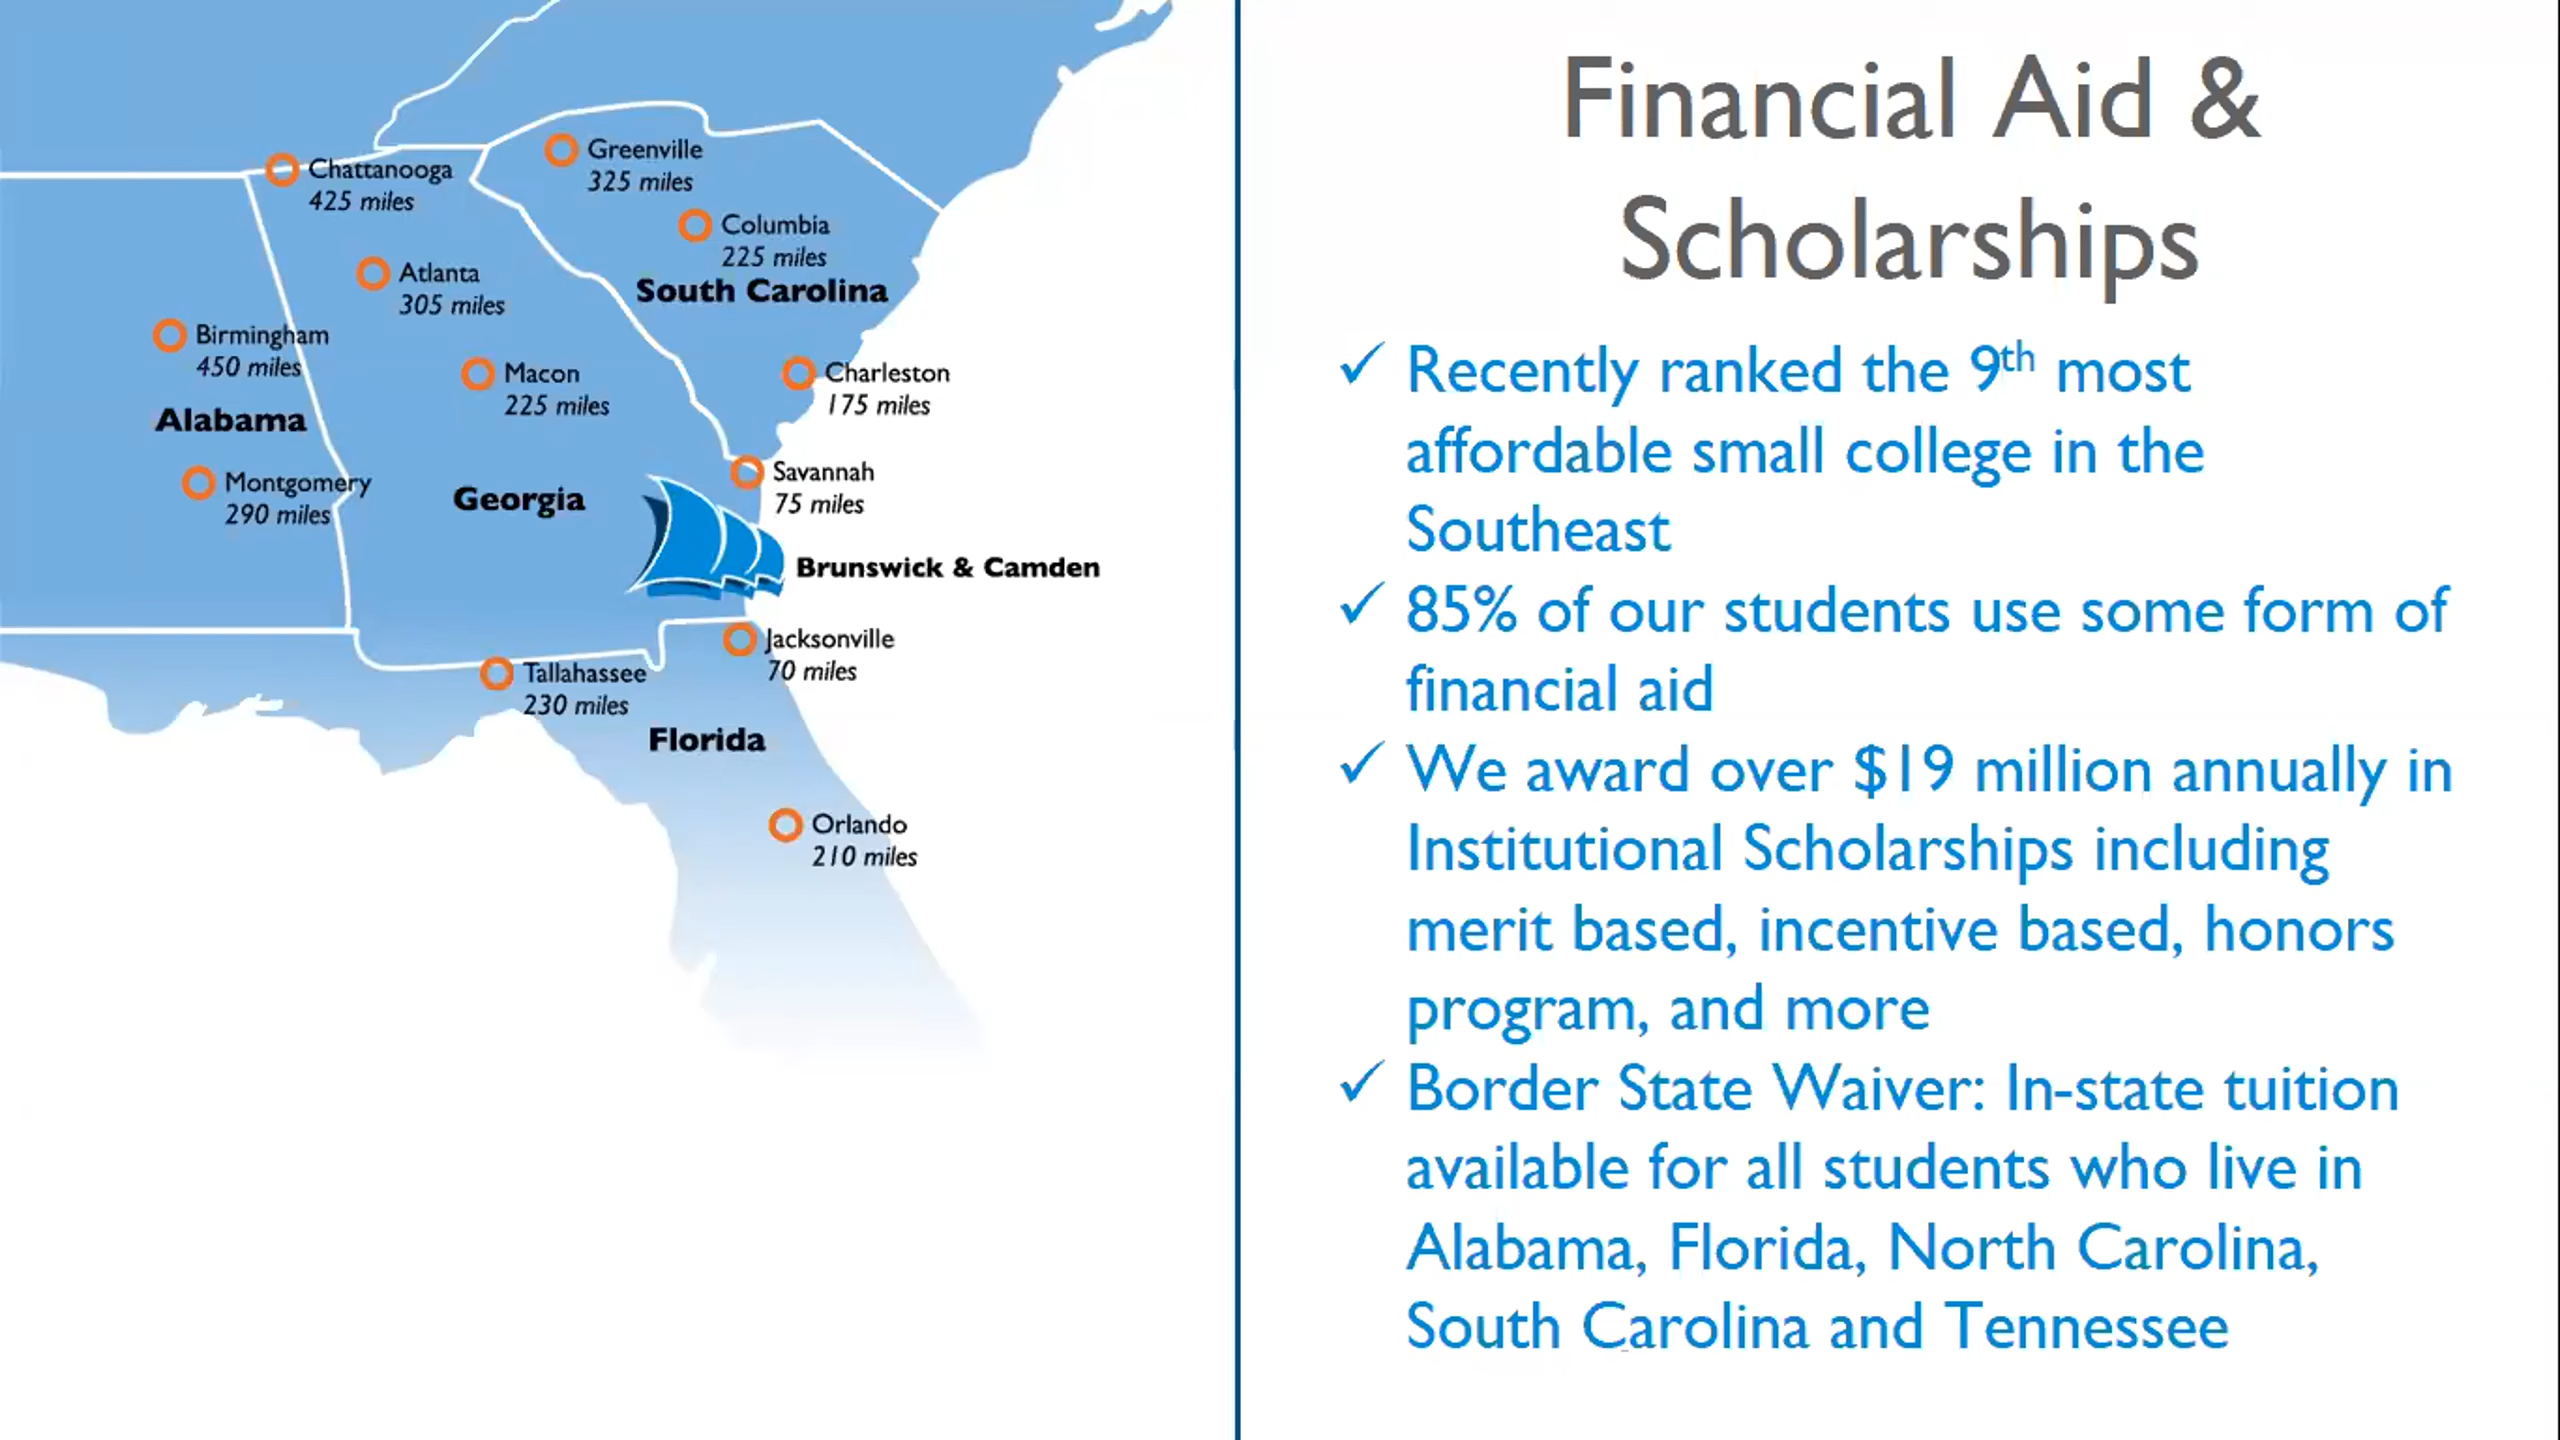 Chattanooga
425 miles
Greenville
325 miles
Columbia
225 miles
South Carolina
Atlanta
305 miles
Birmingham
450 miles
Alabama
Macon
225 miles
Charleston
175 miles
Montgomery
290 miles
Georgia
Savannah
75 miles
Brunswick & Camden
Jacksonville
70 miles
Tallahassee
230 miles
Florida
Orlando
210 miles
Financial Aid &
Scholarships
✓ Recently ranked the 9th most
affordable small college in the
Southeast
✓ 85% of our students use some form of
financial aid
✓ We award over $19 million annually in
Institutional Scholarships including
merit based, incentive based, honors
program, and more
✓ Border State Waiver: In-state tuition
available for all students who live in
Alabama, Florida, North Carolina,
South Carolina and Tennessee